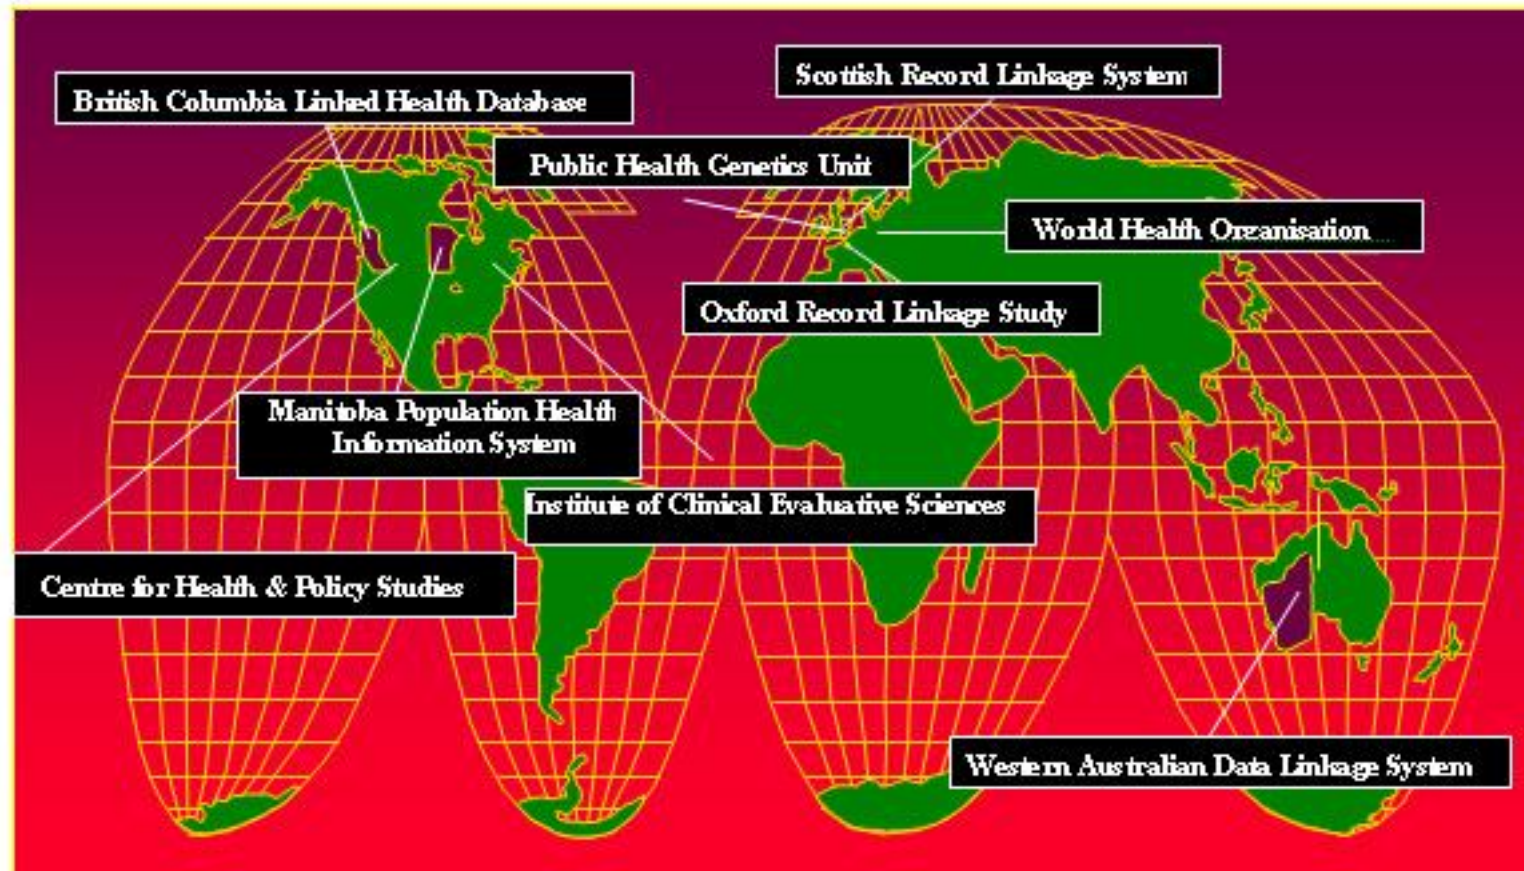 Scottish Record Linkage System
British Columbia Linked Health Database
Public Health Genetics Unit
World Health Organisation
Oxford Record Linkage Study
Manitoba Population Health
Information System
Institute of Clinical Evaluative Sciences
Centre for Health & Policy Studies
Western Australian Data Linkage System